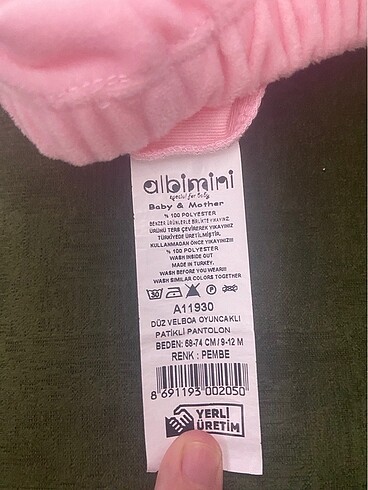 albimini
special for baby
Baby & Mother
% 100 POLYESTER
BENZER ÜRÜNLERLE BİRLİKTE YIKAYINIZ
ÜRÜNÜ TERS ÇEVİREREK YIKAYINIZ
TÜRKİYEDE ÜRETİLMİŞTİR.
KULLANMADAN ÖNCE YIKAYINIZ!!!
% 100 POLYESTER
WASH INSIDE OUT
MADE IN TURKEY.
WASH BEFORE YOU WEAR!!!
WASH SIMILAR COLORS TOGETHER
30
P
A11930
DÜZ VELBOA OYUNCAKLI
PATİKLİ PANTOLON
BEDEN: 68-74 CM / 9-12 M
RENK : PEMBE
8 691193 002050
YERLİ
ÜRETİM